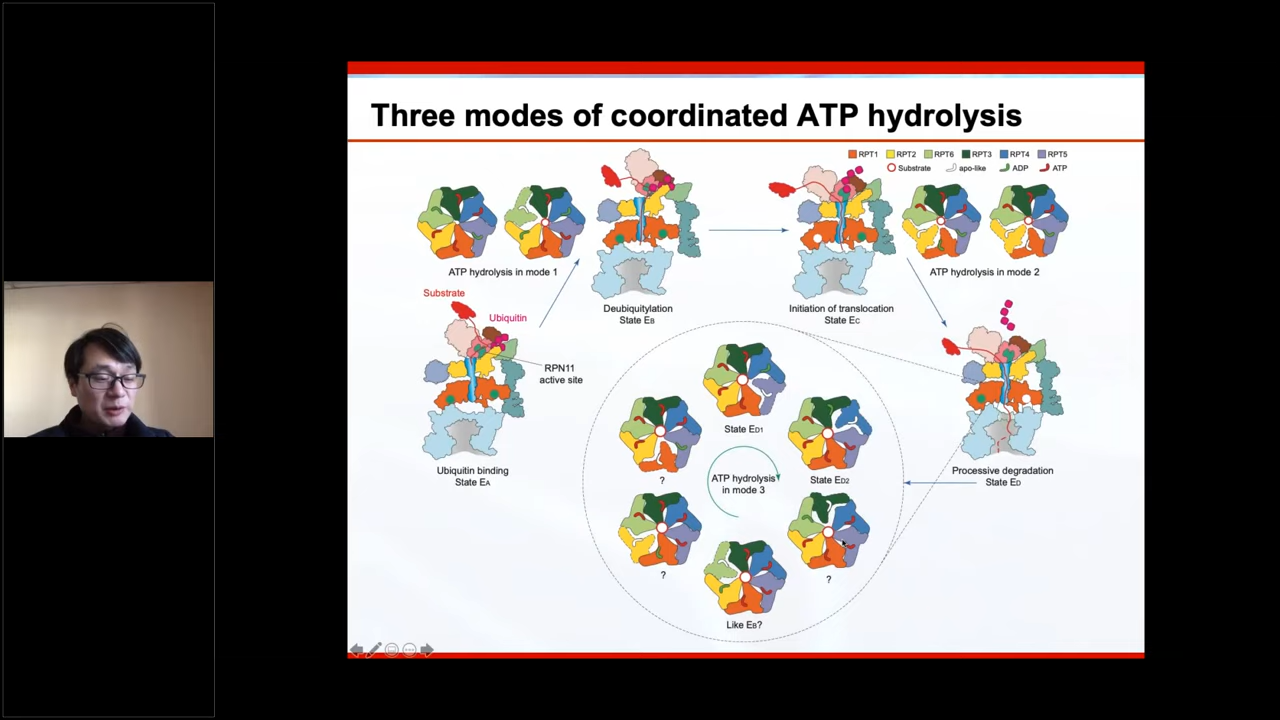 Three modes of coordinated ATP hydrolysis
RPT1 RPT2 RPT6 RPT3 RPT4 RPT5
Substrate apo-like ADP ATP
ATP hydrolysis in mode 1
Deubiquitylation
State EB
Initiation of translocation
State EC
ATP hydrolysis in mode 2
Substrate
Ubiquitin
RPN11
active site
Ubiquitin binding
State EA
State ED1
State ED2
?
Like EB?
?
?
ATP hydrolysis
in mode 3
Processive degradation
State ED